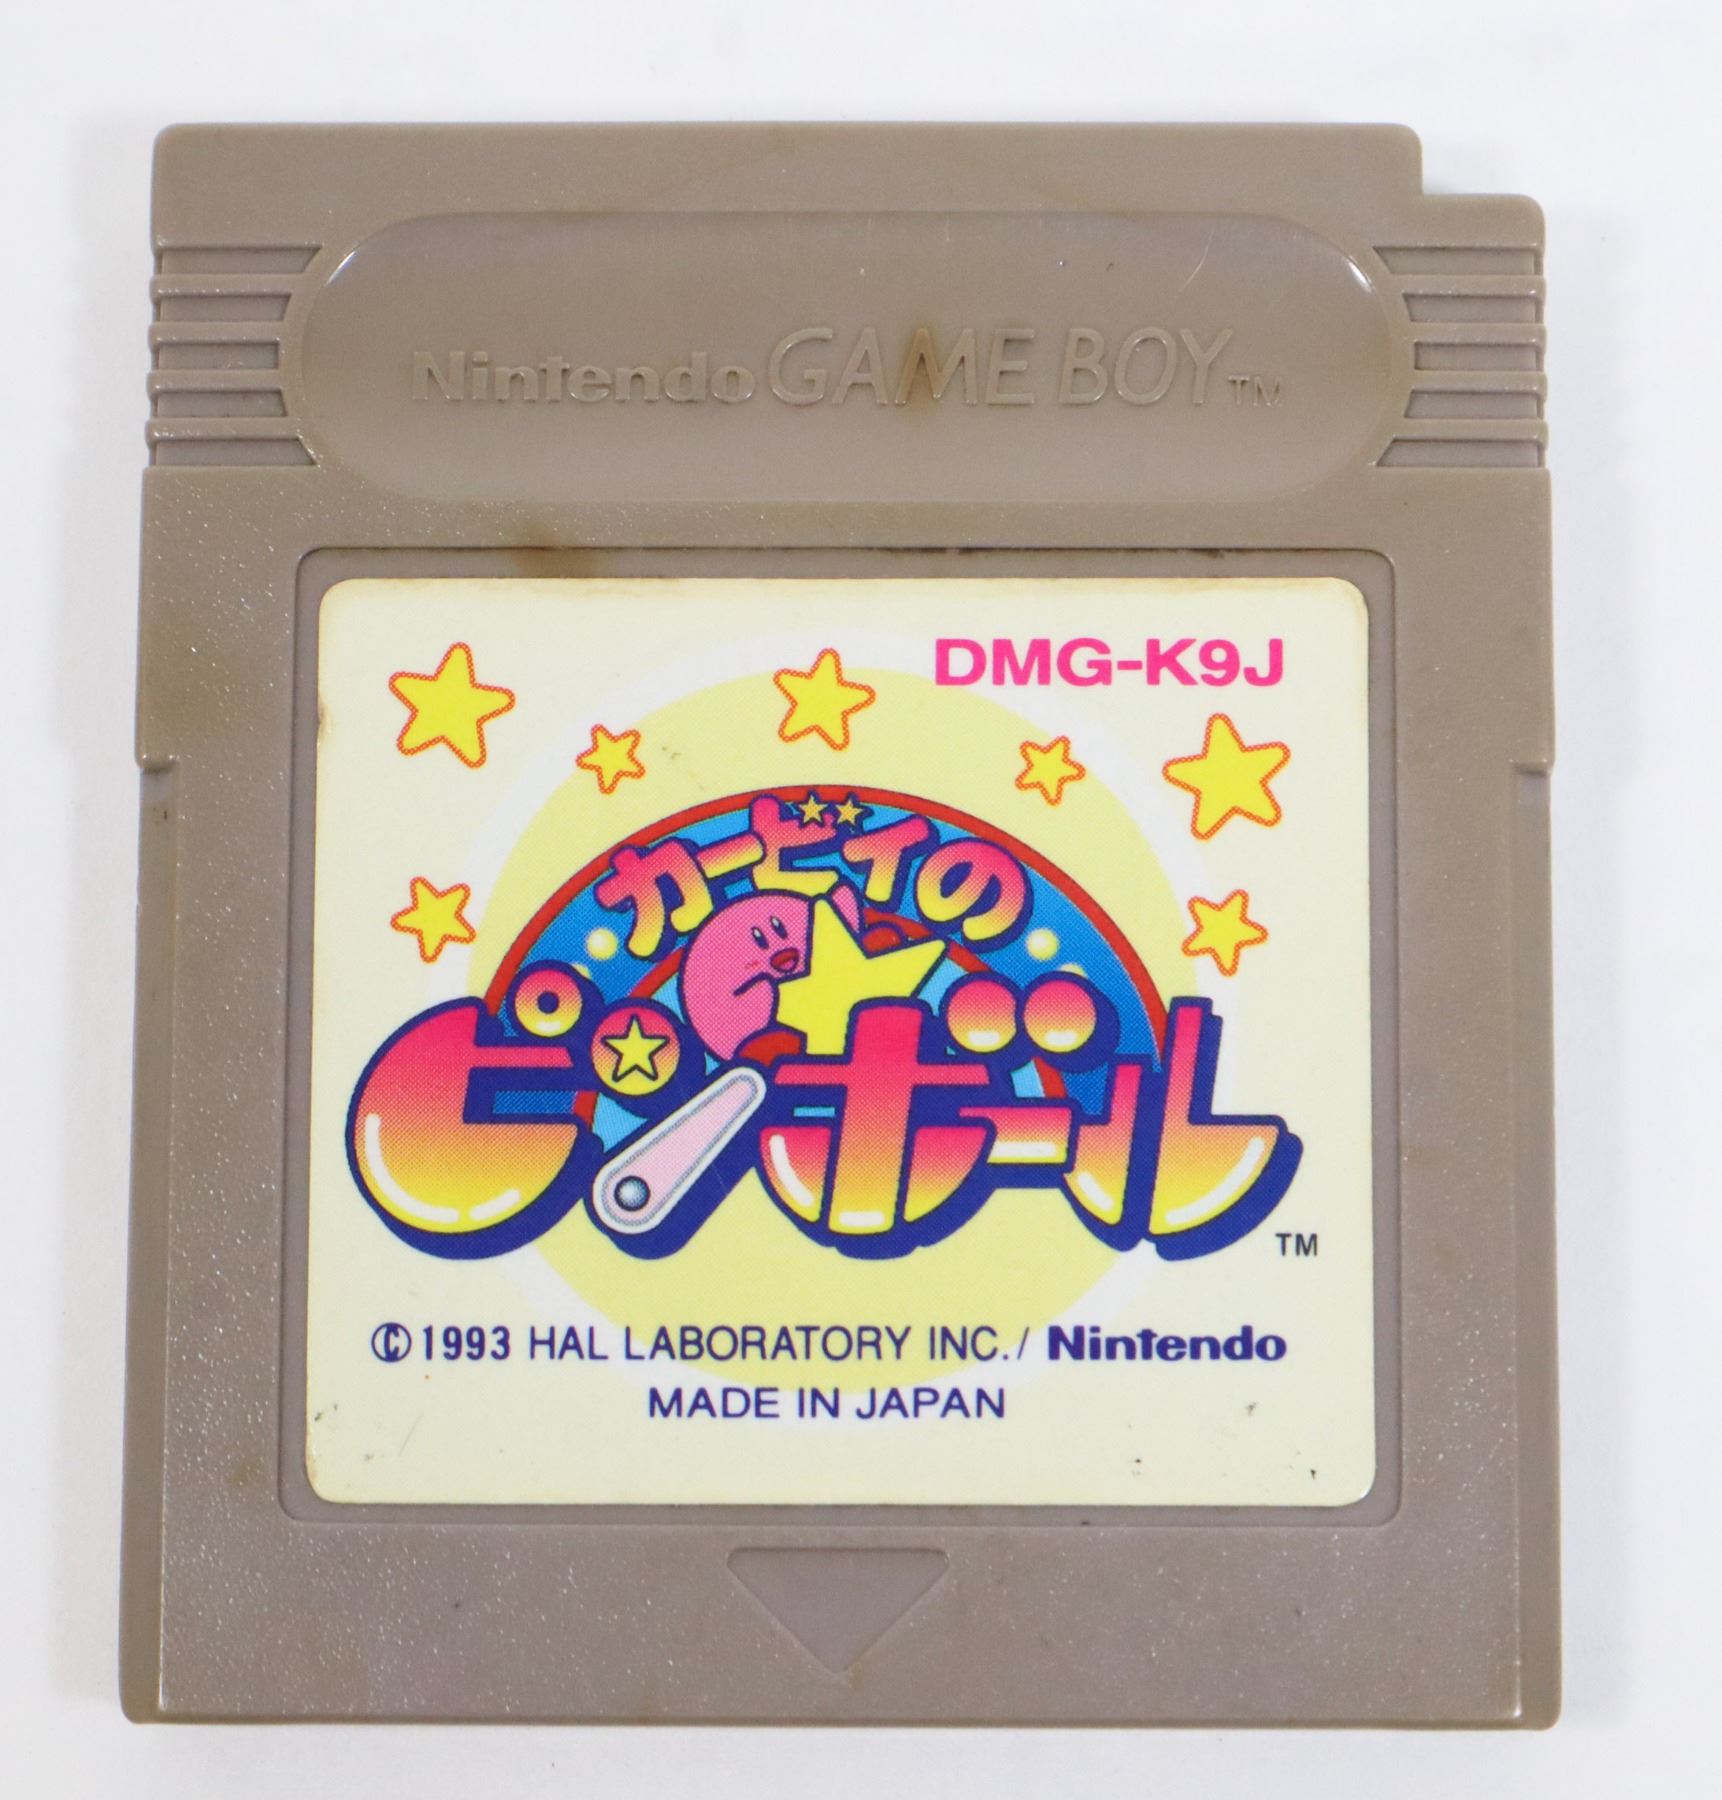 Nintendo GAME BOY™
DMG-K9J
カービィの
ピンボール
TM
©1993 HAL LABORATORY INC./ Nintendo
MADE IN JAPAN